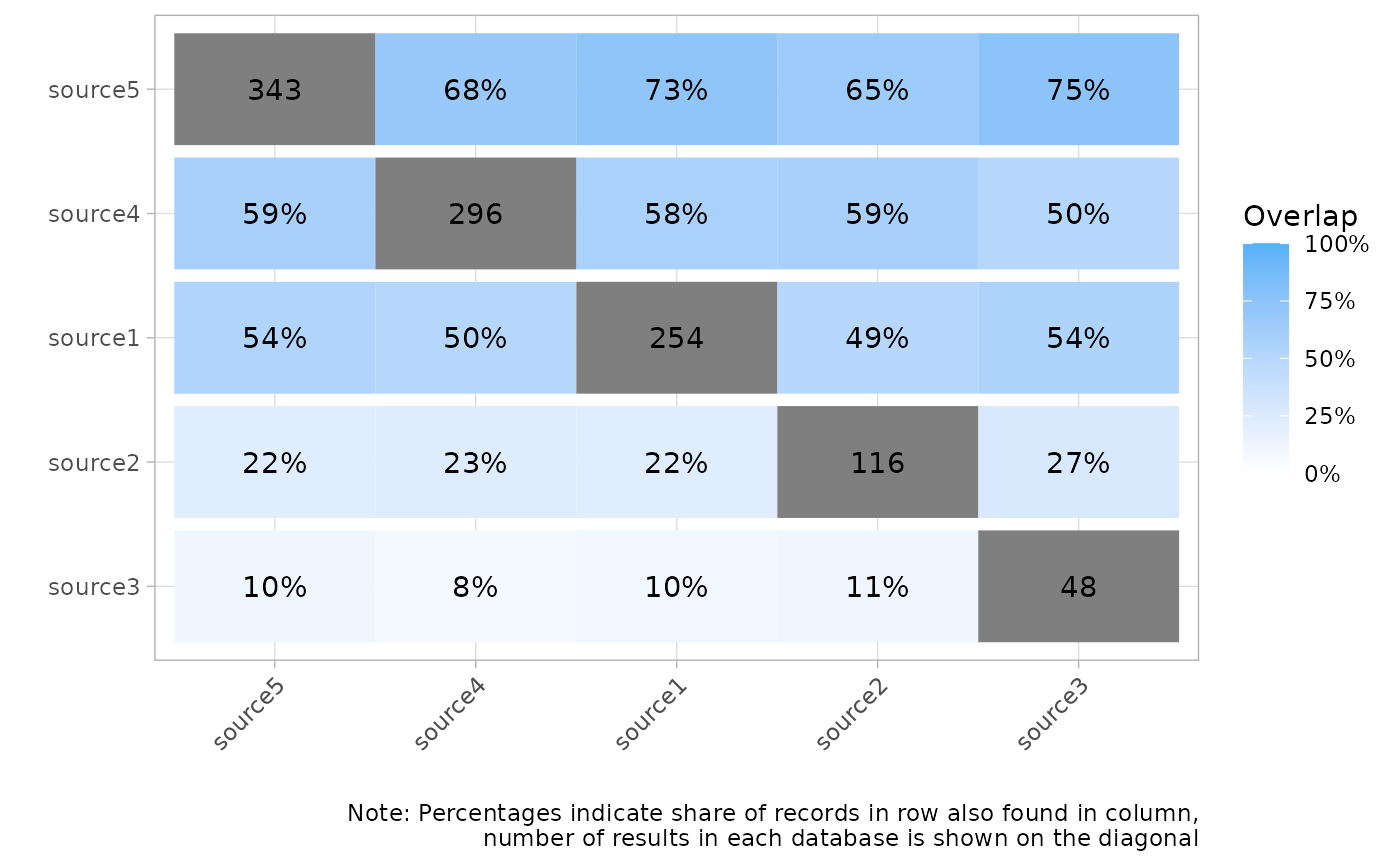 source5 343 68% 73% 65% 75%
source4 59% 296 58% 59% 50%
source1 54% 50% 254 49% 54%
source2 22% 23% 22% 116 27%
source3 10% 8% 10% 11% 48
source5 source4 source1 source2 source3
Overlap
100%
75%
50%
25%
0%
Note: Percentages indicate share of records in row also found in column,
number of results in each database is shown on the diagonal